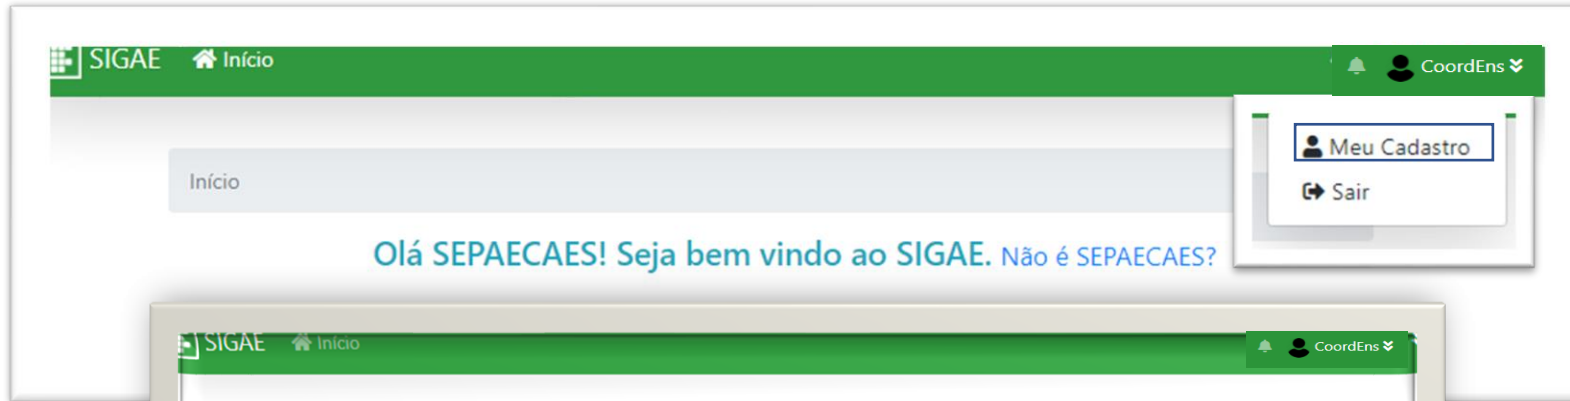 SIGAE Início CoordEns
Meu Cadastro
Início
Sair
Olá SEPAECAES! Seja bem vindo ao SIGAE. Não é SEPAECAES?
SIGAE Início CoordEns